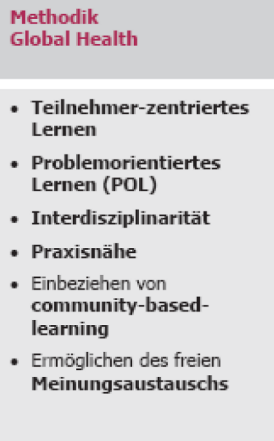 Methodik
Global Health
• Teilnehmer-zentriertes
Lernen
• Problemorientiertes
Lernen (POL)
• Interdisziplinarität
• Praxisnähe
• Einbeziehen von
community-based-
learning
• Ermöglichen des freien
Meinungsaustauschs